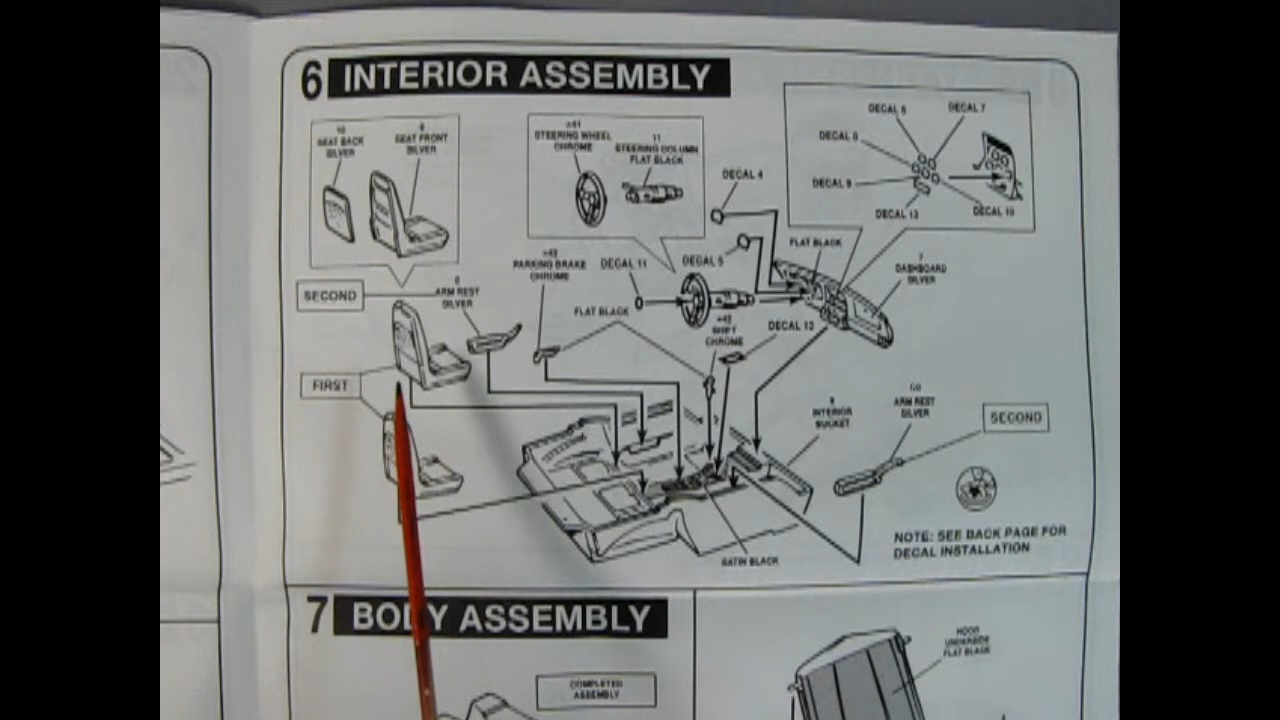 6 INTERIOR ASSEMBLY
10
SEAT BACK
SILVER
9
SEAT FRONT
SILVER
STEERING WHEEL
CHROME
11
STEERING COLUMN
FLAT BLACK
DECAL 6
DECAL 7
DECAL 8
DECAL 9
DECAL 13
DECAL 10
DECAL 4
DECAL 5
FLAT BLACK
7
DASHBOARD
SILVER
PARKING BRAKE
CHROME
DECAL 11
SECOND
ARM REST
SILVER
FLAT BLACK
SHIFT
CHROME
DECAL 12
FIRST
INTERIOR
BUCKET
ARM REST
SILVER
SECOND
SATIN BLACK
NOTE: SEE BACK PAGE FOR
DECAL INSTALLATION
7 BODY ASSEMBLY
COMPLETED
ASSEMBLY
HOOD
UNDERSIDE
FLAT BLACK